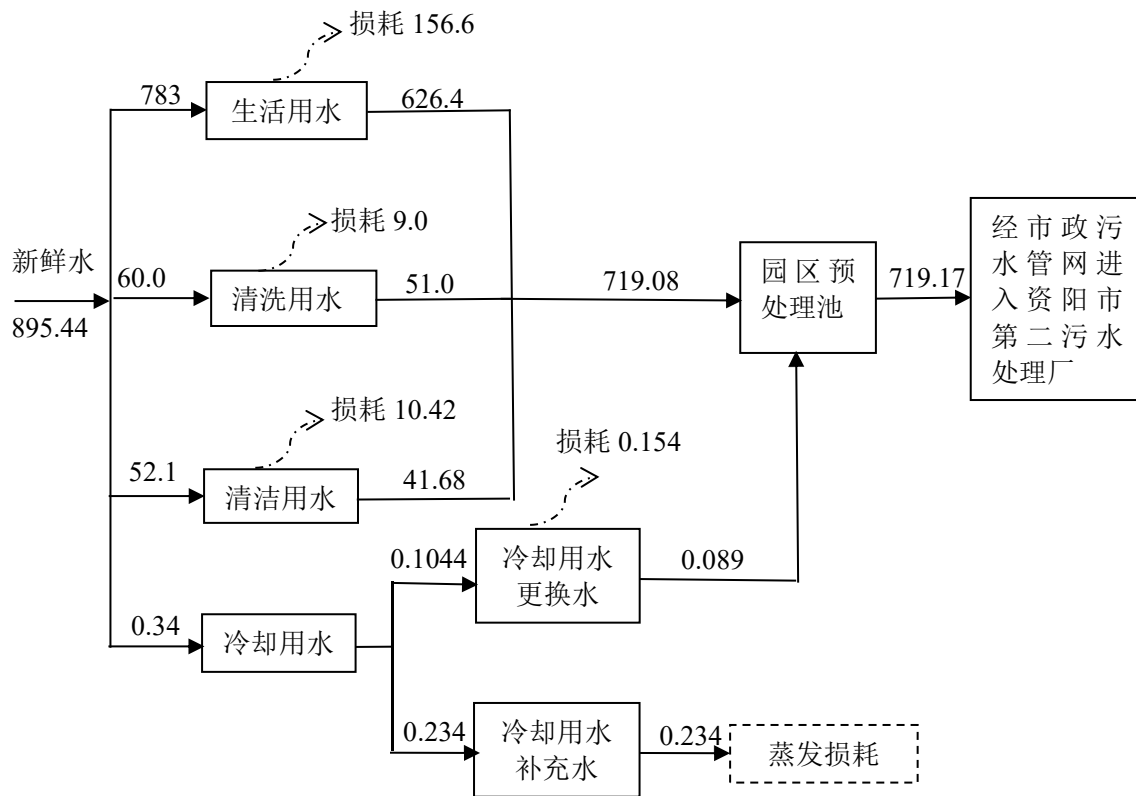 损耗 156.6
783
生活用水
626.4
损耗 9.0
新鲜水
60.0
清洗用水
51.0
719.08
园区预
处理池
719.17
经市政污
水管网进
入资阳市
第二污水
处理厂
895.44
损耗 10.42
52.1
清洁用水
41.68
损耗 0.154
0.1044
冷却用水
更换水
0.089
0.34
冷却用水
0.234
冷却用水
补充水
0.234
蒸发损耗